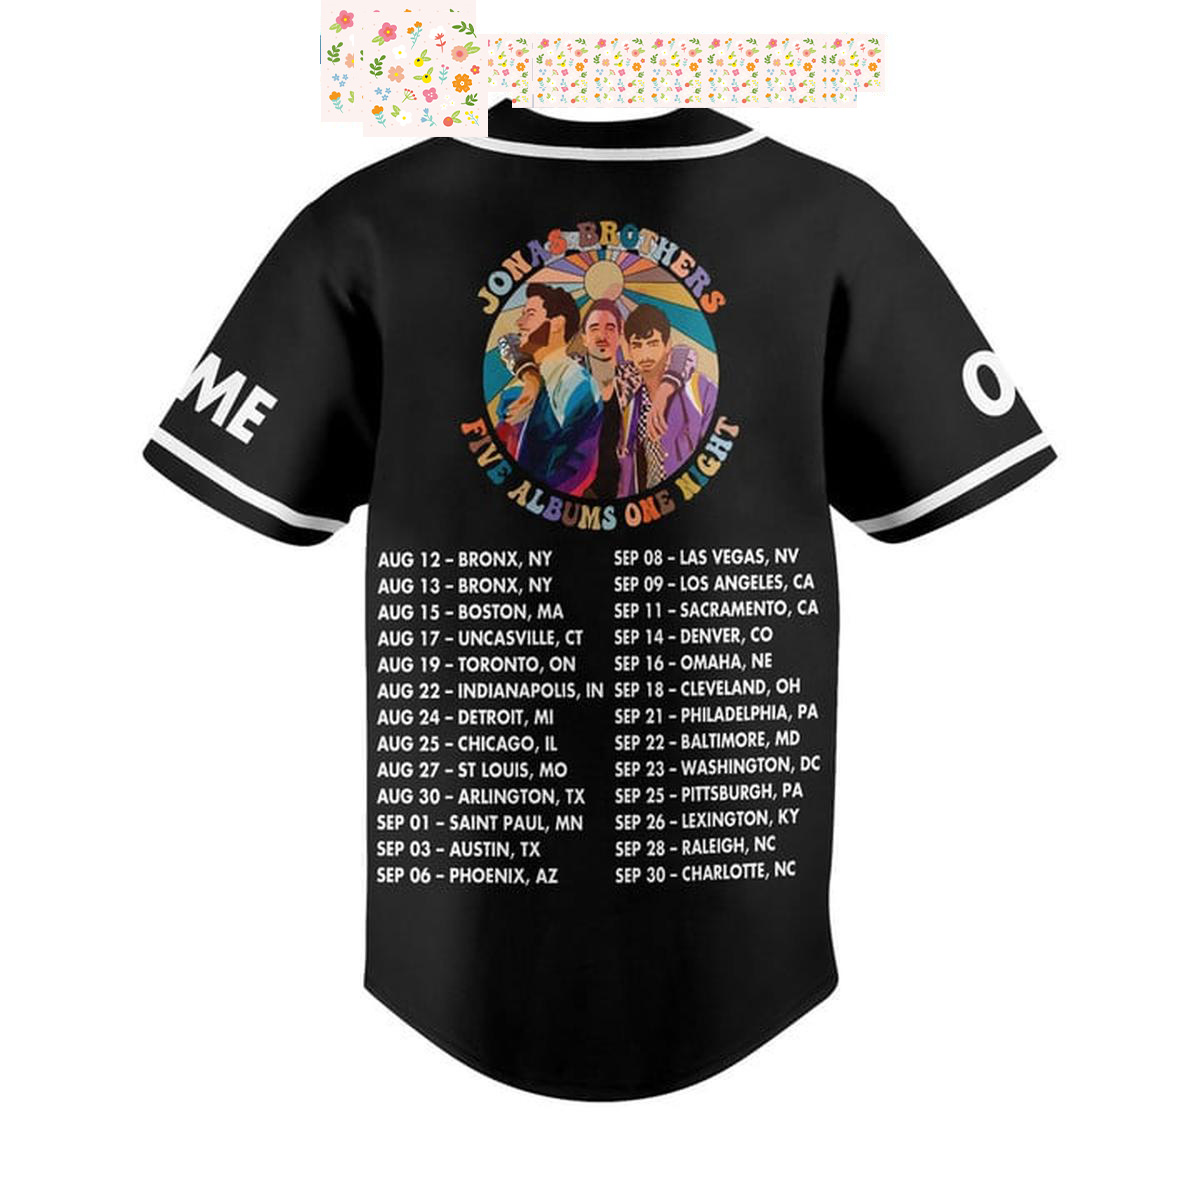 JONAS BROTHERS
ME
O
FIVE ALBUMS ONE NIGHT
AUG 12 – BRONX, NY
AUG 13 – BRONX, NY
AUG 15 – BOSTON, MA
AUG 17 – UNCASVILLE, CT
AUG 19 – TORONTO, ON
AUG 22 – INDIANAPOLIS, IN
AUG 24 – DETROIT, MI
AUG 25 – CHICAGO, IL
AUG 27 – ST LOUIS, MO
AUG 30 – ARLINGTON, TX
SEP 01 – SAINT PAUL, MN
SEP 03 – AUSTIN, TX
SEP 06 – PHOENIX, AZ
SEP 08 – LAS VEGAS, NV
SEP 09 – LOS ANGELES, CA
SEP 11 – SACRAMENTO, CA
SEP 14 – DENVER, CO
SEP 16 – OMAHA, NE
SEP 18 – CLEVELAND, OH
SEP 21 – PHILADELPHIA, PA
SEP 22 – BALTIMORE, MD
SEP 23 – WASHINGTON, DC
SEP 25 – PITTSBURGH, PA
SEP 26 – LEXINGTON, KY
SEP 28 – RALEIGH, NC
SEP 30 – CHARLOTTE, NC